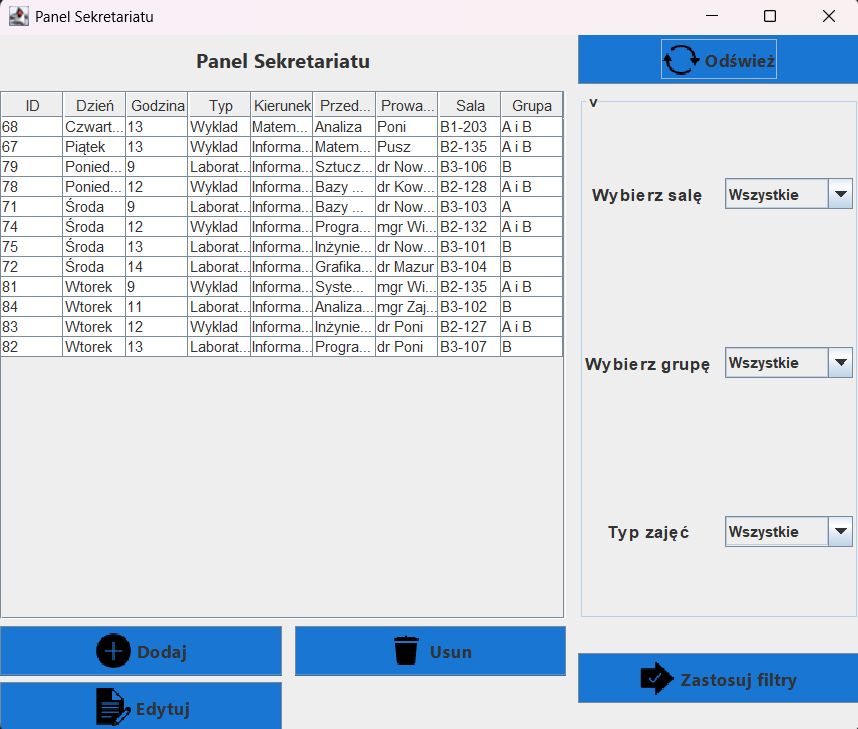 Panel Sekretariatu
Panel Sekretariatu
Odśwież
ID Dzień Godzina Typ Kierunek Przed... Prowa... Sala Grupa
68 Czwart... 13 Wyklad Matem... Analiza Poni B1-203 A i B
67 Piątek 13 Wyklad Informa... Matem... Pusz B2-135 A i B
79 Ponied... 9 Laborat... Informa... Sztucz... dr Now... B3-106 B
78 Ponied... 12 Wyklad Informa... Bazy ... dr Kow... B2-128 A i B
71 Środa 9 Laborat... Informa... Bazy ... dr Now... B3-103 A
74 Środa 12 Wyklad Informa... Progra... mgr Wi... B2-132 A i B
75 Środa 13 Laborat... Informa... Inżynie... dr Now... B3-101 B
72 Środa 14 Laborat... Informa... Grafika... dr Mazur B3-104 B
81 Wtorek 9 Wyklad Informa... Syste... mgr Wi... B2-135 A i B
84 Wtorek 11 Laborat... Informa... Analiza... mgr Zaj... B3-102 B
83 Wtorek 12 Wyklad Informa... Inżynie... dr Poni B2-127 A i B
82 Wtorek 13 Laborat... Informa... Progra... dr Poni B3-107 B
v
Wybierz salę Wszystkie
Wybierz grupę Wszystkie
Typ zajęć Wszystkie
Dodaj
Usun
Edytuj
Zastosuj filtry